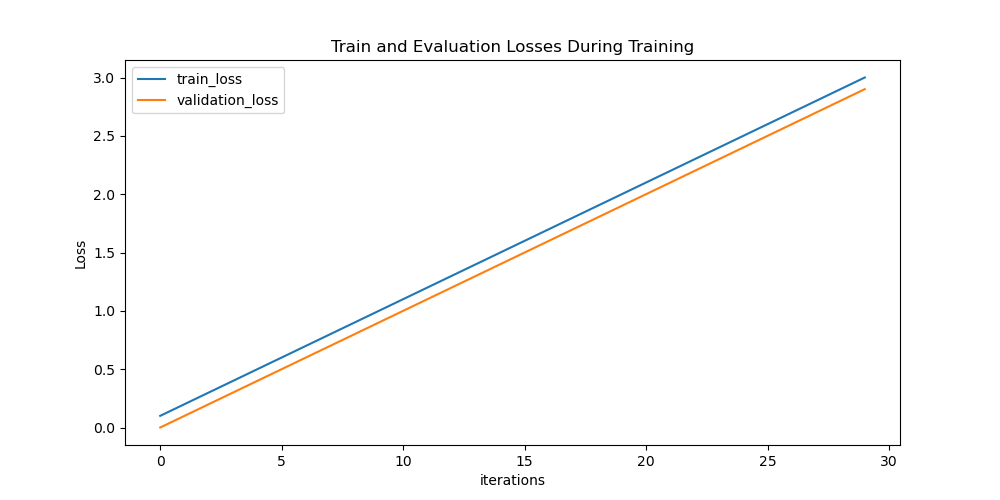 Train and Evaluation Losses During Training
train_loss
validation_loss
3.0
2.5
2.0
1.5
1.0
0.5
0.0
Loss
0 5 10 15 20 25 30
iterations